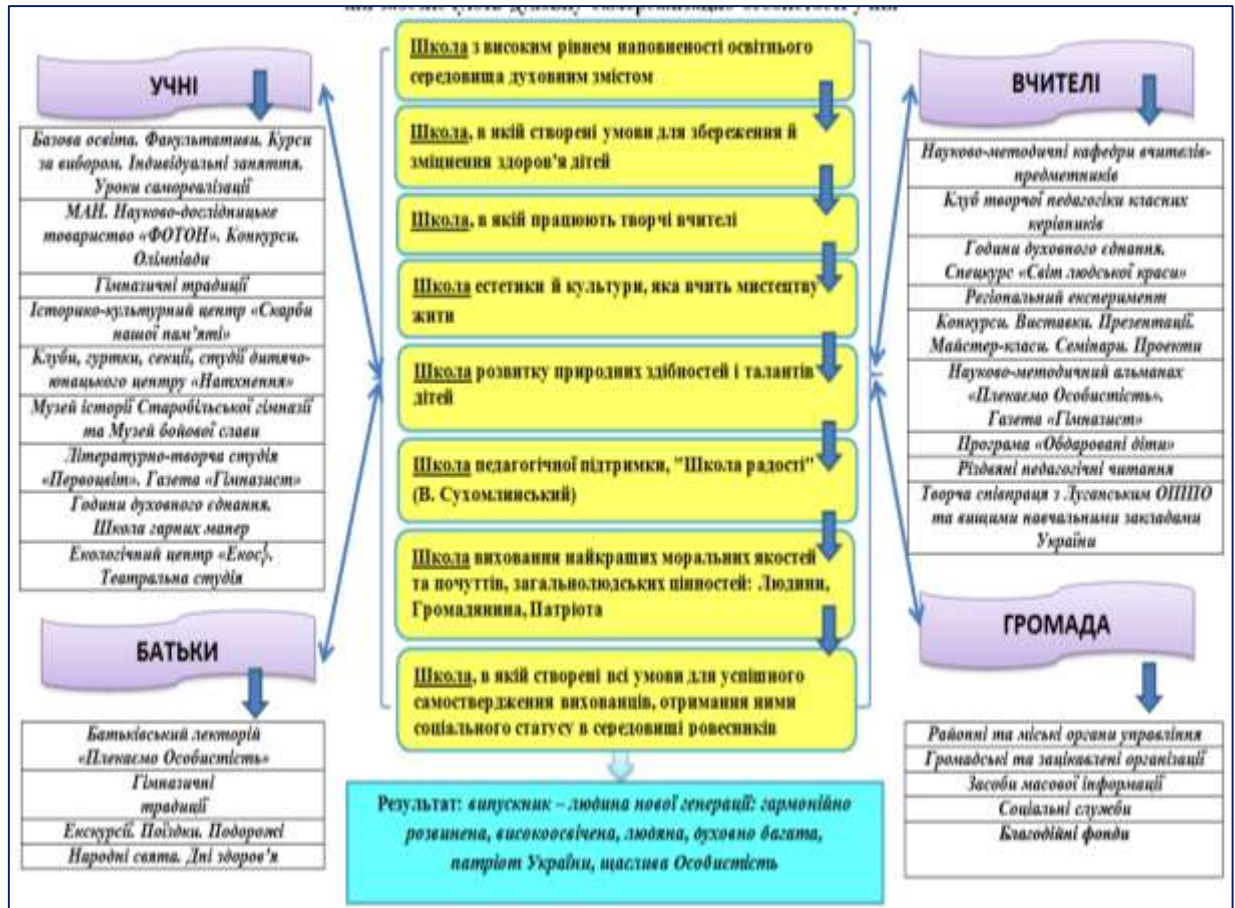 УЧНІ
Базова освіта. Факультативи. Курси
за вибором. Індивідуальні заняття.
Уроки самореалізації
МАН. Науково-дослідницьке
товариство «ФОТОН». Конкурси.
Олімпіади
Гімназичні традиції
Історико-культурний центр «Скарби
нашої пам’яті»
Клуби, гуртки, секції, студії дитячо-
юнацького центру «Натхнення»
Музей історії Старобільської гімназії
та Музей бойової слави
Літературно-творча студія
«Первоцвіт». Газета «Гімназист»
Години духовного єднання.
Школа гарних манер
Екологічний центр
Театральна студія
БАТЬКИ
Батьківський лекторій
«Плекаємо Особистість»
Гімназичні
традиції
Екскурсії. Поїздки. Подорожі
Народні свята. Дні здоров’я
Школа з високим рівнем наповненості освітнього
середовища духовним змістом
Школа, в якій створені умови для збереження й
зміцнення здоров’я дітей
Школа, в якій працюють творчі вчителі
Школа естетики й культури, яка вчить мистецтву
жити
Школа розвитку природних здібностей і талантів
дітей
Школа педагогічної підтримки, "Школа радості"
(В. Сухомлинський)
Школа виховання найкращих моральних якостей
та почуттів, загальнолюдських цінностей: Людини,
Громадянина, Патріота
Школа, в якій створені всі умови для успішного
самоствердження вихованців, отримання ними
соціального статусу в середовищі ровесників
Результат: випускник – людина нової генерації: гармонійно
розвинена, високоосвічена, людяна, духовно багата,
патріот України, щаслива Особистість
ВЧИТЕЛІ
Науково-методичні кафедри вчителів-
предметників
Клуб творчої педагогіки класних
керівників
Години духовного єднання.
Спецкурс «Світ людської краси»
Регіональний експеримент
Конкурси. Виставки. Презентації.
Майстер-класи. Семінари. Проекти
Науково-методичний альманах
«Плекаємо Особистість».
Газета «Гімназист»
Програма «Обдаровані діти»
Різдвяні педагогічні читання
Творча співпраця з Луганським ОІППО
та вищими навчальними закладами
України
ГРОМАДА
Районні та міські органи управління
Громадські та зацікавлені організації
Засоби масової інформації
Соціальні служби
Благодійні фонди